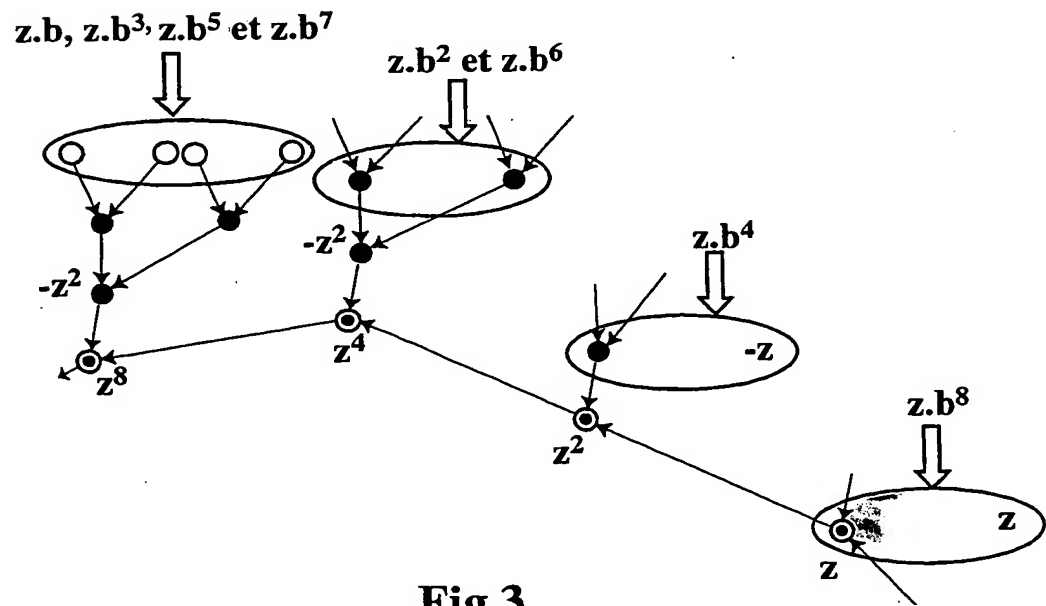 z.b, z.b³, z.b⁵ et z.b⁷
z.b² et z.b⁶
-z²
z.b⁴
-z²
z⁴
-z
z⁸
z.b⁸
z²
z
z
Fig 3